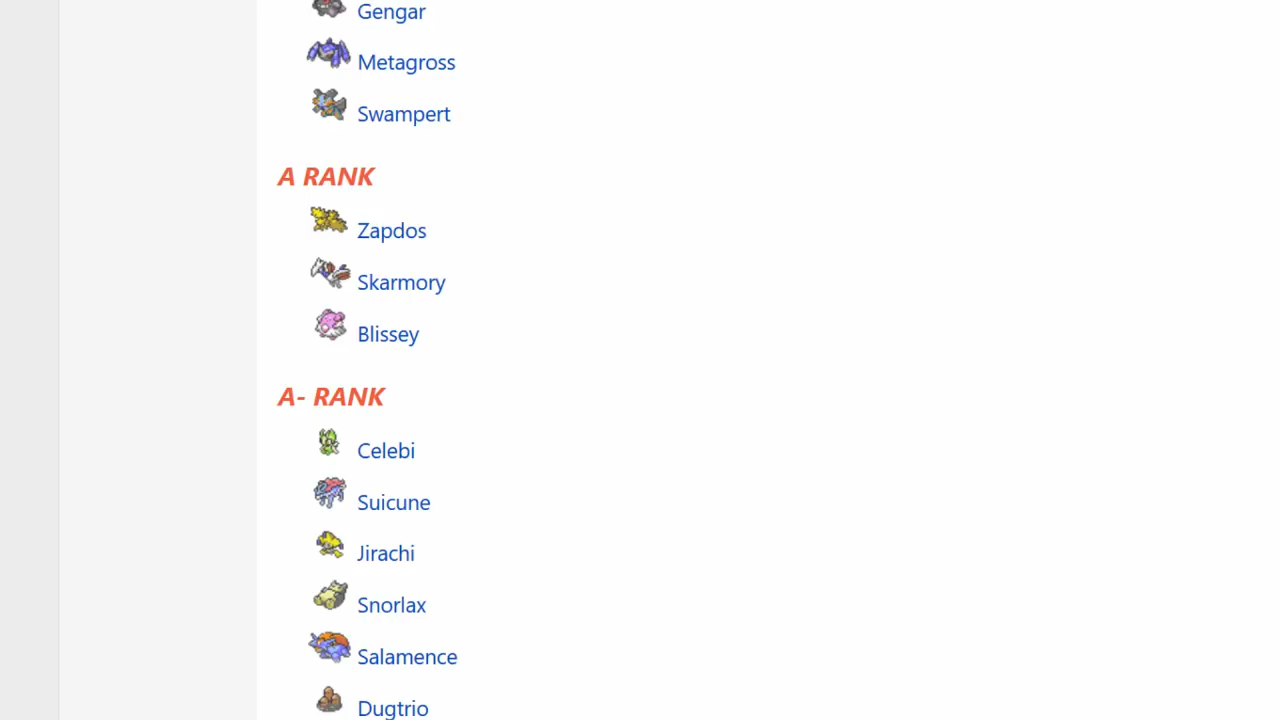 Gengar
Metagross
Swampert
A RANK
Zapdos
Skarmory
Blissey
A- RANK
Celebi
Suicune
Jirachi
Snorlax
Salamence
Dugtrio